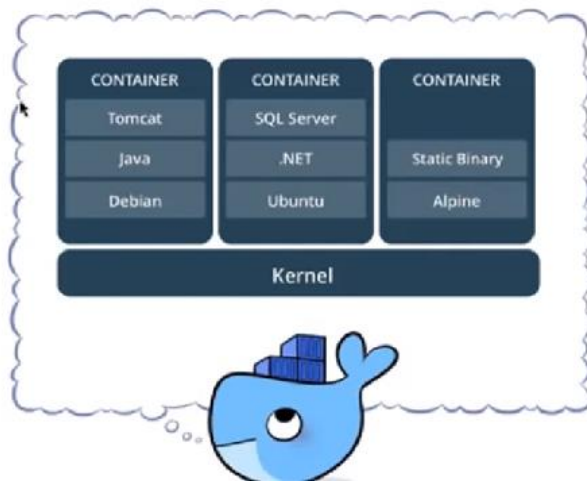 CONTAINER
Tomcat
Java
Debian
CONTAINER
SQL Server
.NET
Ubuntu
CONTAINER
Static Binary
Alpine
Kernel